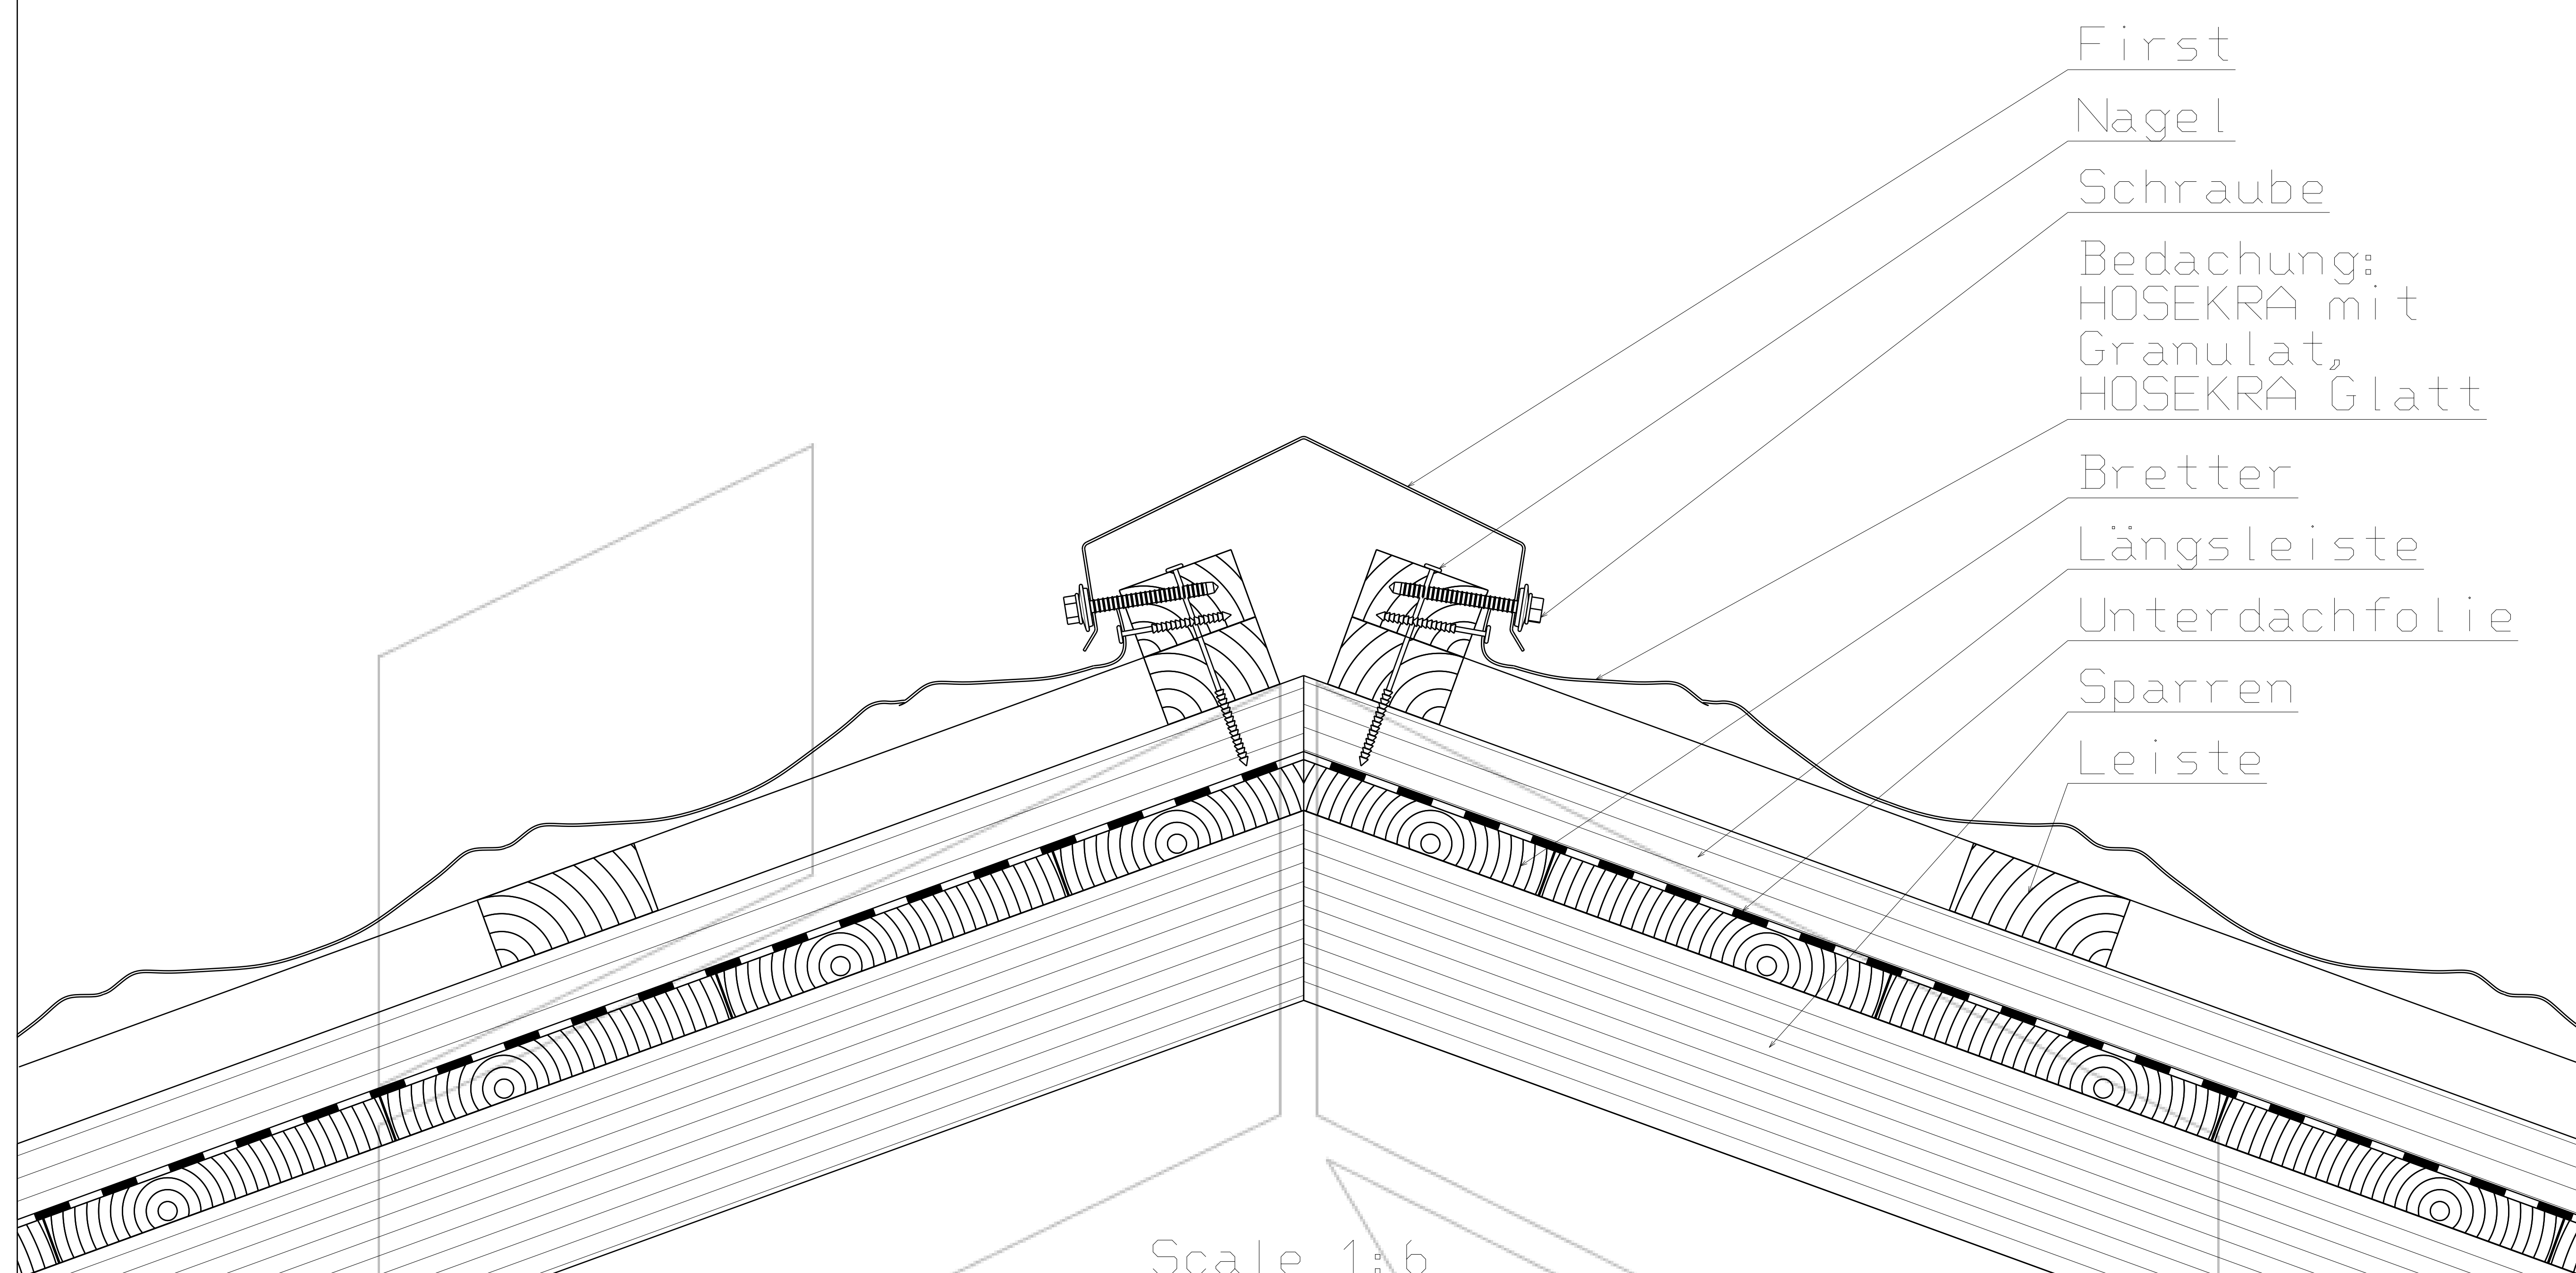 First
Nagel
Schraube
Bedachung:
HOSEKRA mit
Granulat,
HOSEKRA Glatt
Bretter
Längsleiste
Unterdachfolie
Sparren
Leiste
Scale 1:6